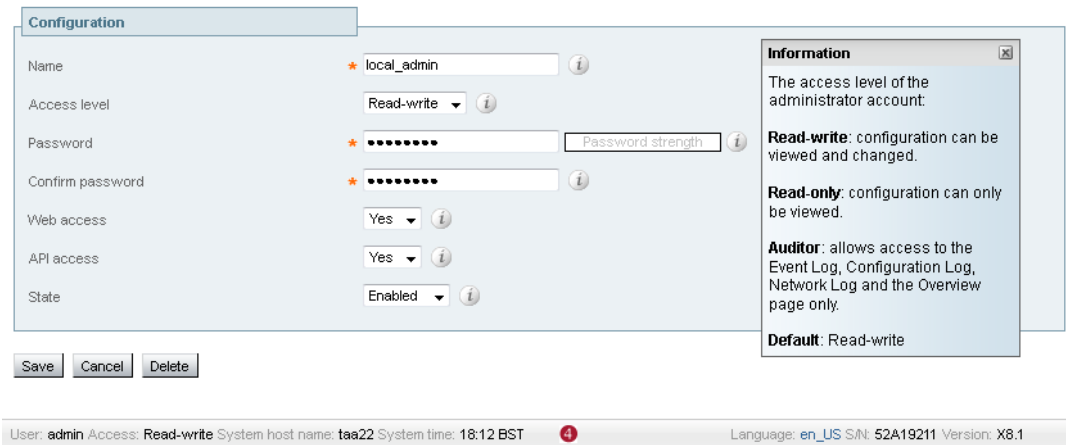 Configuration
Name * local_admin i
Access level Read-write i
Password * •••••••• Password strength i
Confirm password * •••••••• i
Web access Yes i
API access Yes i
State Enabled i
Information
The access level of the
administrator account:
Read-write: configuration can be
viewed and changed.
Read-only: configuration can only
be viewed.
Auditor: allows access to the
Event Log, Configuration Log,
Network Log and the Overview
page only.
Default: Read-write
Save Cancel Delete
User: admin Access: Read-write System host name: taa22 System time: 18:12 BST 4 Language: en_US S/N: 52A19211 Version: X8.1